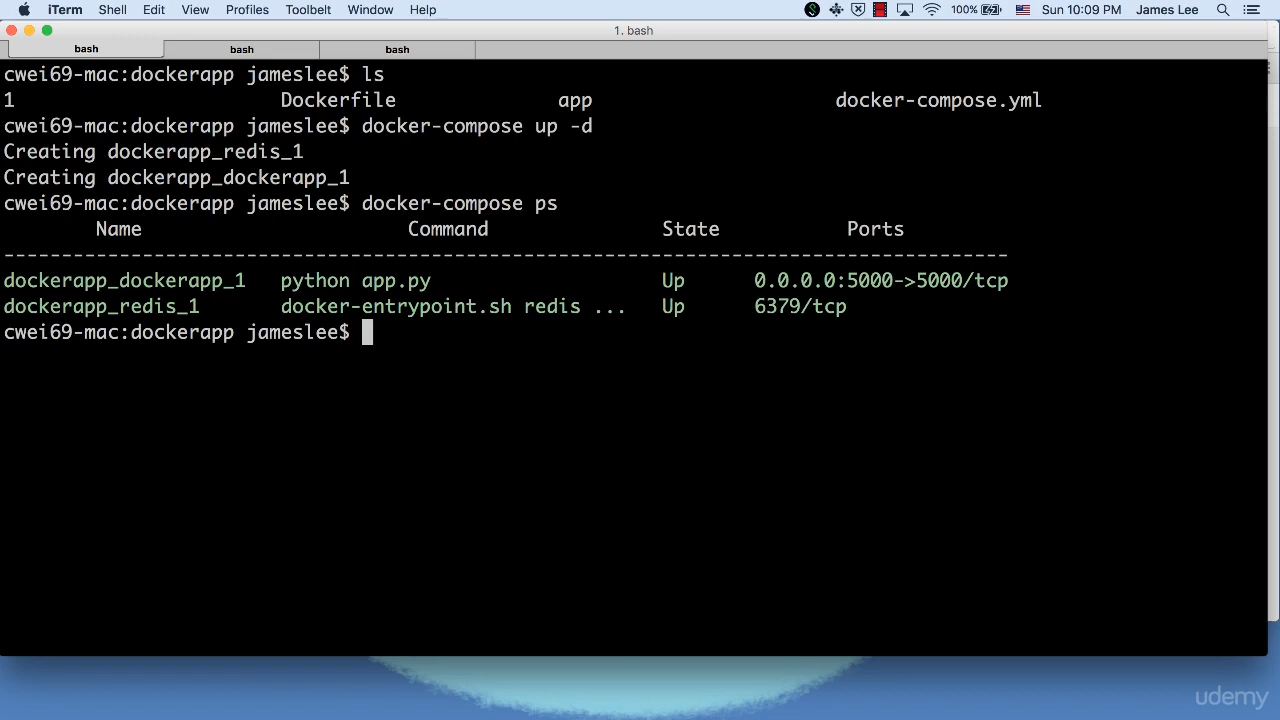 iTerm Shell Edit View Profiles Toolbelt Window Help 100% Sun 10:09 PM James Lee
1. bash
bash bash bash
cwei69-mac:dockerapp jameslee$ ls
1 Dockerfile app docker-compose.yml
cwei69-mac:dockerapp jameslee$ docker-compose up -d
Creating dockerapp_redis_1
Creating dockerapp_dockerapp_1
cwei69-mac:dockerapp jameslee$ docker-compose ps
Name Command State Ports
----------------------------------------------------------------------------------------
dockerapp_dockerapp_1 python app.py Up 0.0.0.0:5000->5000/tcp
dockerapp_redis_1 docker-entrypoint.sh redis ... Up 6379/tcp
cwei69-mac:dockerapp jameslee$
udemy